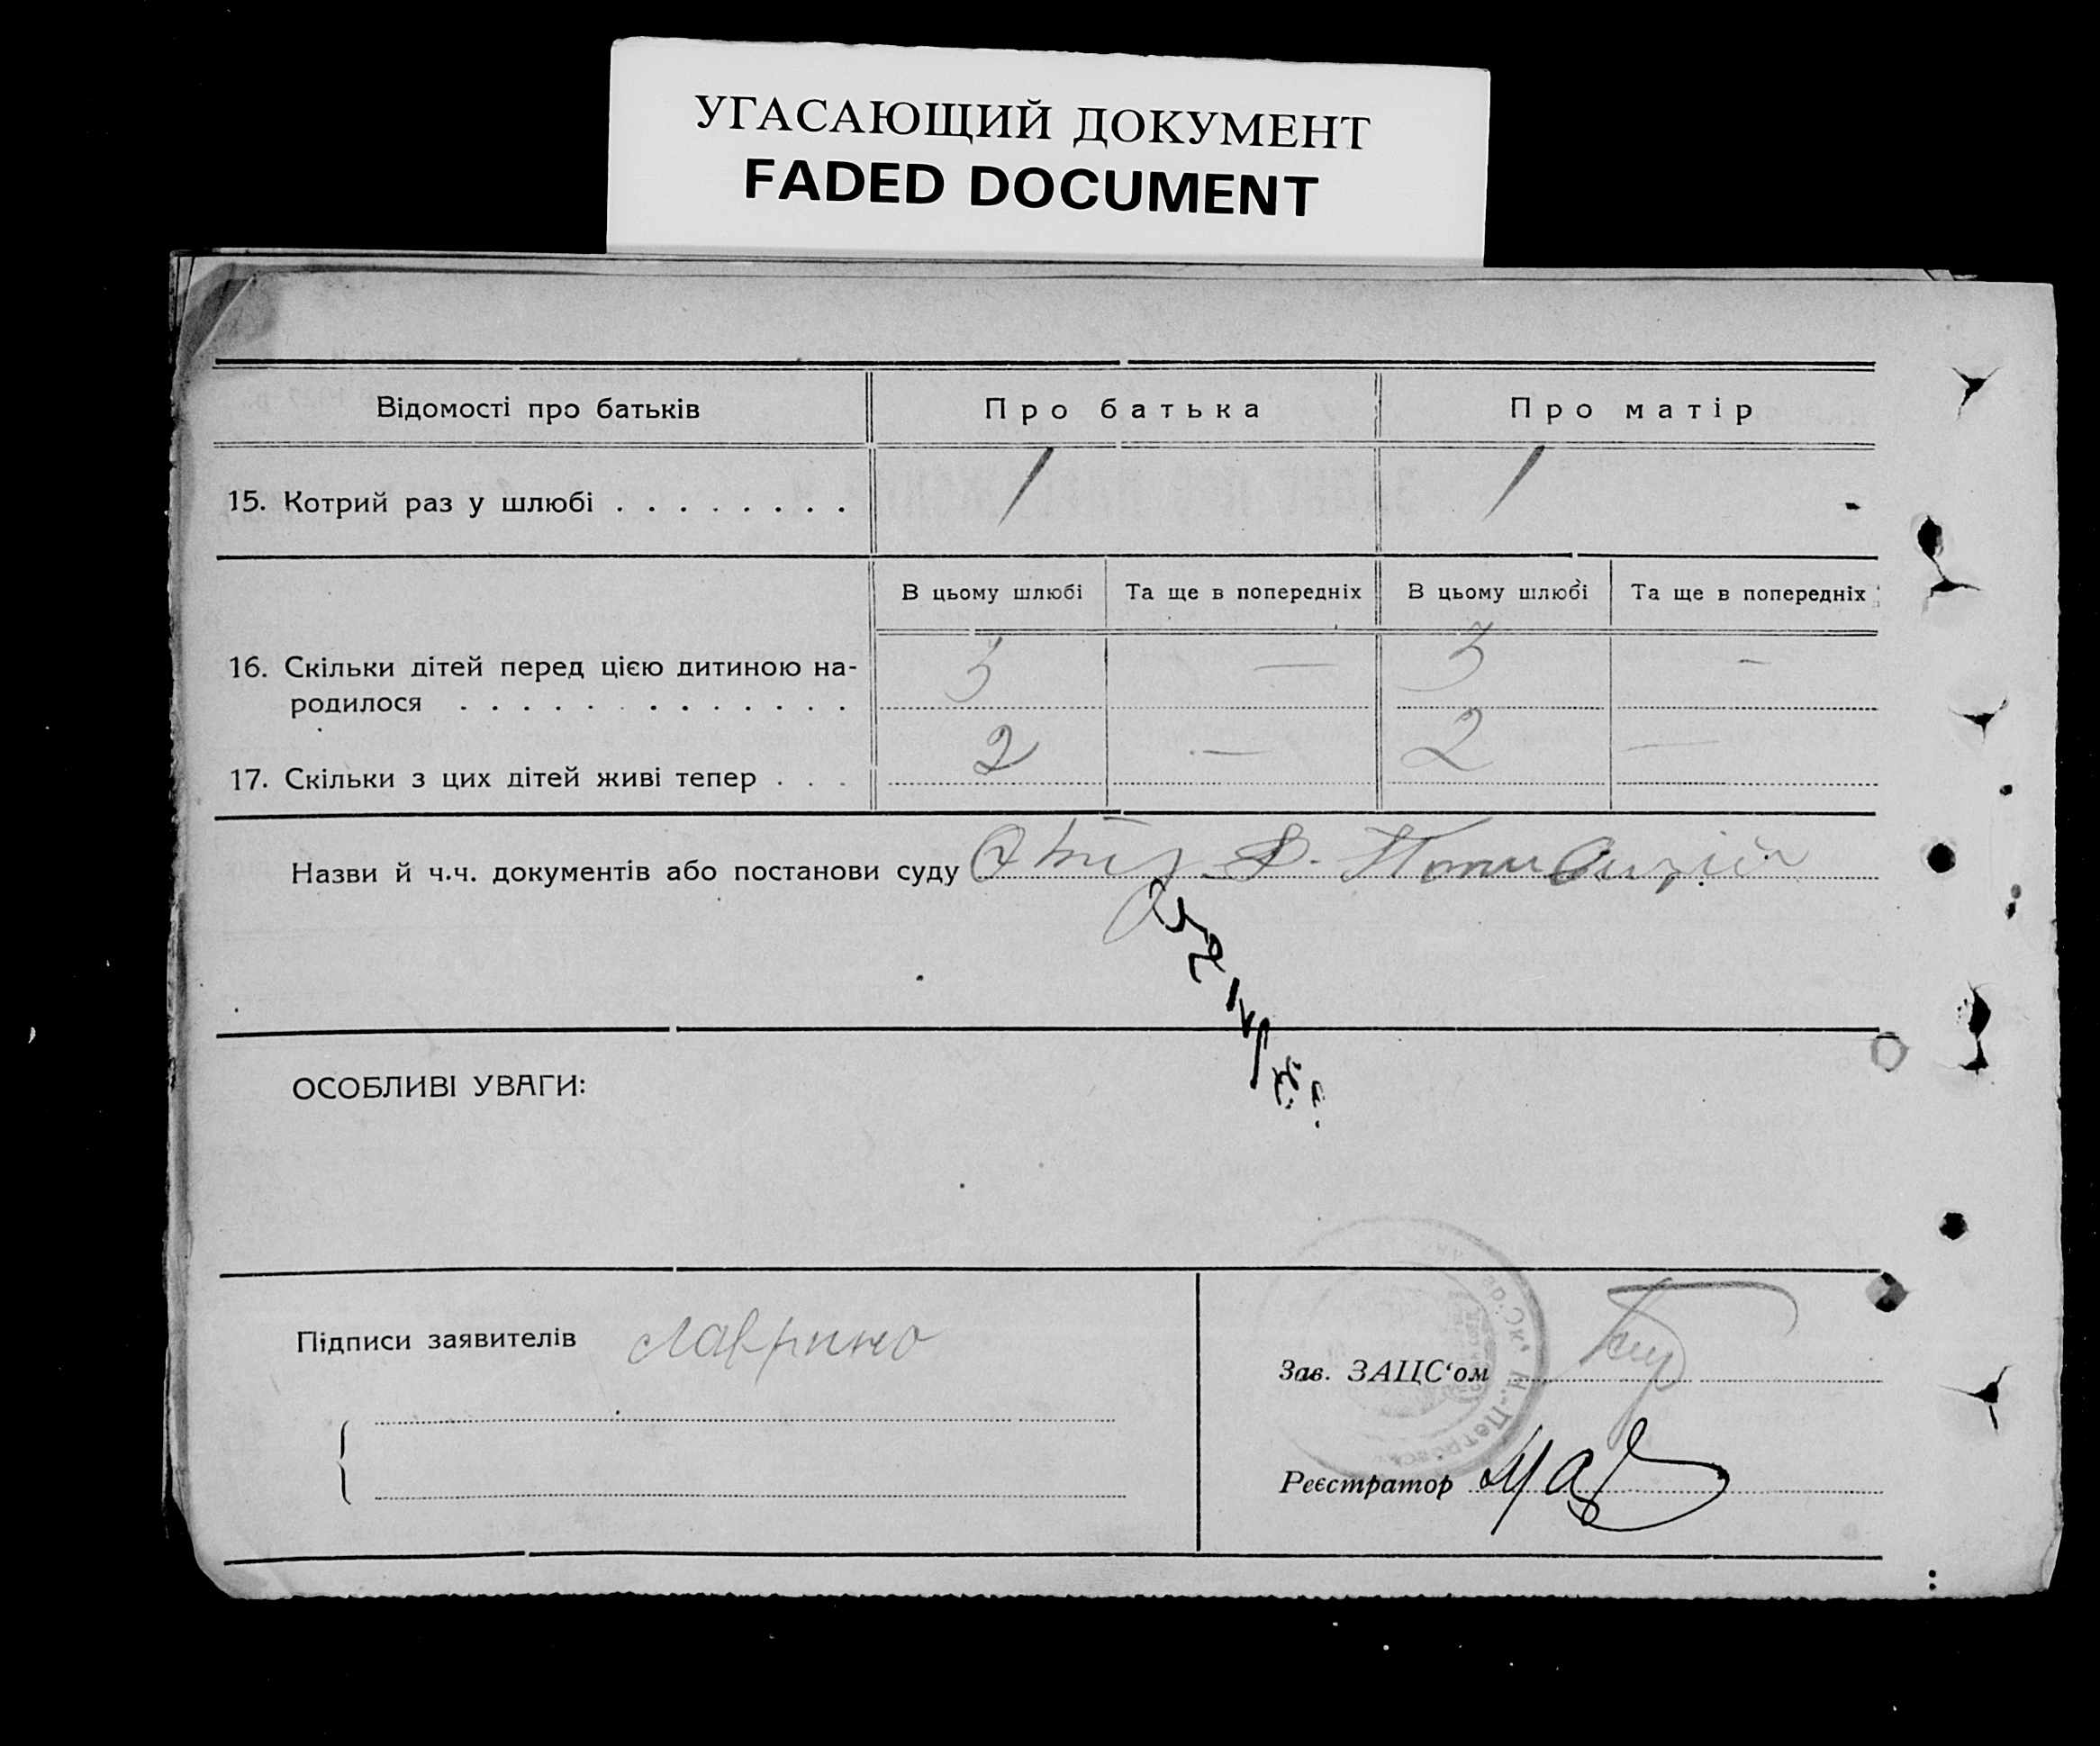 УГАСАЮЩИЙ ДОКУМЕНТ
FADED DOCUMENT
Відомості про батьків Про батька Про матір
15. Котрий раз у шлюбі . . . . . . . . 1 1
В цьому шлюбі Та ще в попередніх В цьому шлюбі Та ще в попередніх
16. Скільки дітей перед цією дитиною на-
родилося . . . . . . . . . . . . . 3 — 3 —
17. Скільки з цих дітей живі тепер . . . 2 — 2 —
Назви й ч.ч. документів або постанови суду
ОСОБЛИВІ УВАГИ:
Підписи заявителів
Зав. ЗАЦС‘ом
Реєстратор